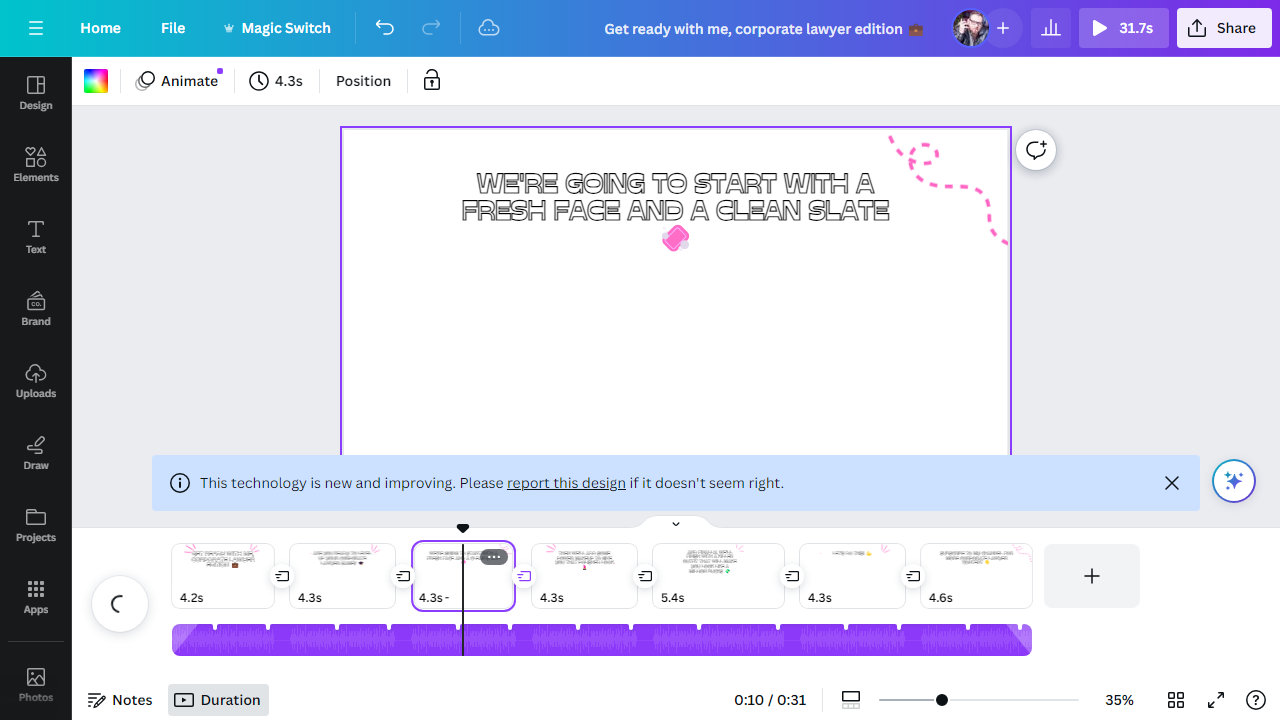 Home
File
Magic Switch
Get ready with me, corporate lawyer edition 💼
31.7s
Share
Animate
4.3s
Position
Design
Elements
Text
CO.
Brand
Uploads
Draw
Projects
Apps
Photos
WE'RE GOING TO START WITH A
FRESH FACE AND A CLEAN SLATE
This technology is new and improving. Please report this design if it doesn't seem right.
4.2s
4.3s
4.3s -
4.3s
5.4s
4.3s
4.6s
Notes
Duration
0:10 / 0:31
35%